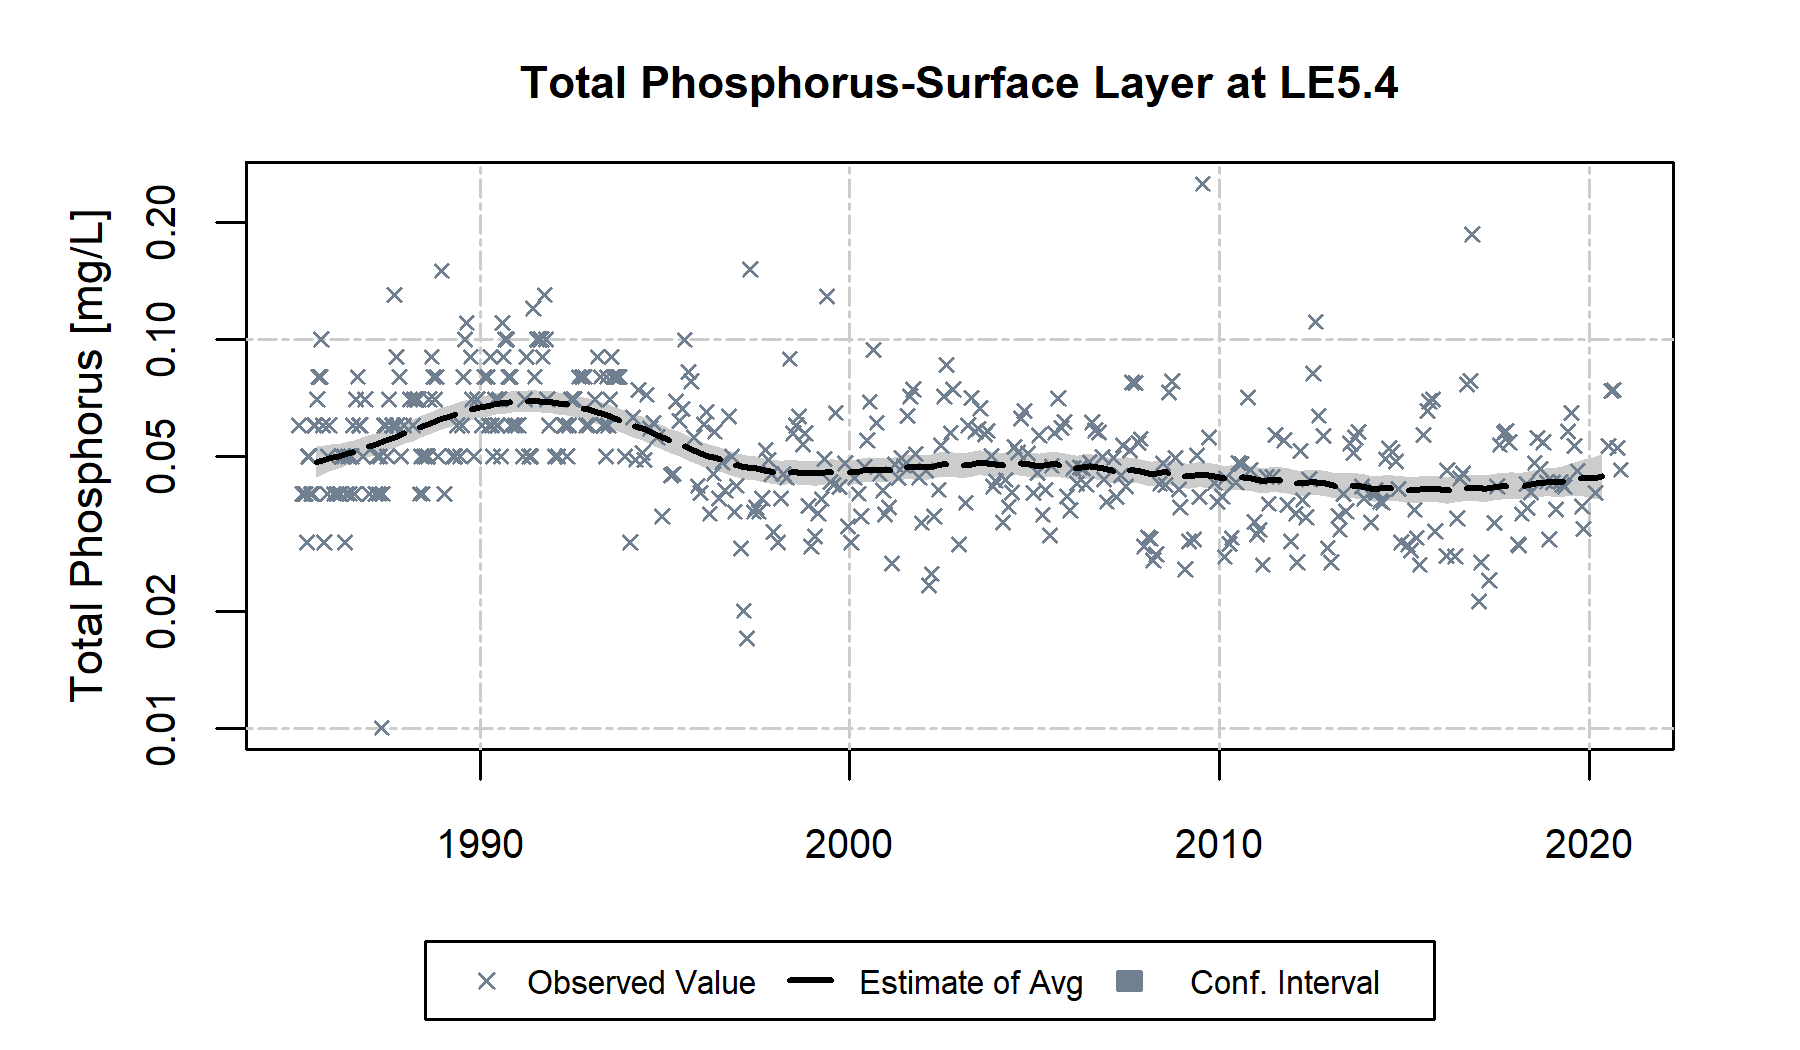 Total Phosphorus-Surface Layer at LE5.4
Total Phosphorus [mg/L]
0.20
0.10
0.05
0.02
0.01
1990 2000 2010 2020
Observed Value Estimate of Avg Conf. Interval